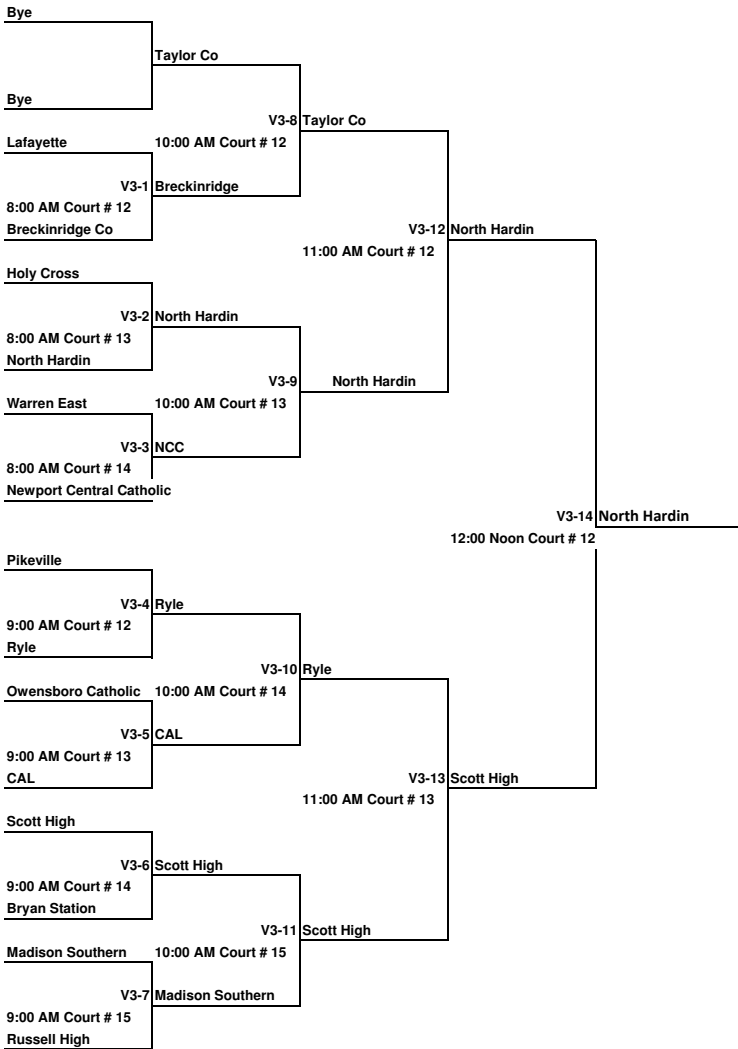 Bye
Taylor Co
Bye
V3-8 Taylor Co
Lafayette
10:00 AM Court # 12
V3-1 Breckinridge
8:00 AM Court # 12
Breckinridge Co
V3-12 North Hardin
11:00 AM Court # 12
Holy Cross
V3-2 North Hardin
8:00 AM Court # 13
North Hardin
V3-9 North Hardin
Warren East
10:00 AM Court # 13
V3-3 NCC
8:00 AM Court # 14
Newport Central Catholic
V3-14 North Hardin
12:00 Noon Court # 12
Pikeville
V3-4 Ryle
9:00 AM Court # 12
Ryle
V3-10 Ryle
Owensboro Catholic
10:00 AM Court # 14
V3-5 CAL
9:00 AM Court # 13
CAL
V3-13 Scott High
11:00 AM Court # 13
Scott High
V3-6 Scott High
9:00 AM Court # 14
Bryan Station
V3-11 Scott High
Madison Southern
10:00 AM Court # 15
V3-7 Madison Southern
9:00 AM Court # 15
Russell High